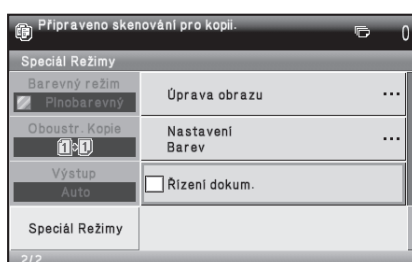 Připraveno skenování pro kopii.
0
Speciál Režimy
Barevný režim
Plnobarevný
Úprava obrazu ...
Oboustr. Kopie
1 1
Nastavení
Barev ...
Výstup
Auto
Řízení dokum.
Speciál Režimy
2/2